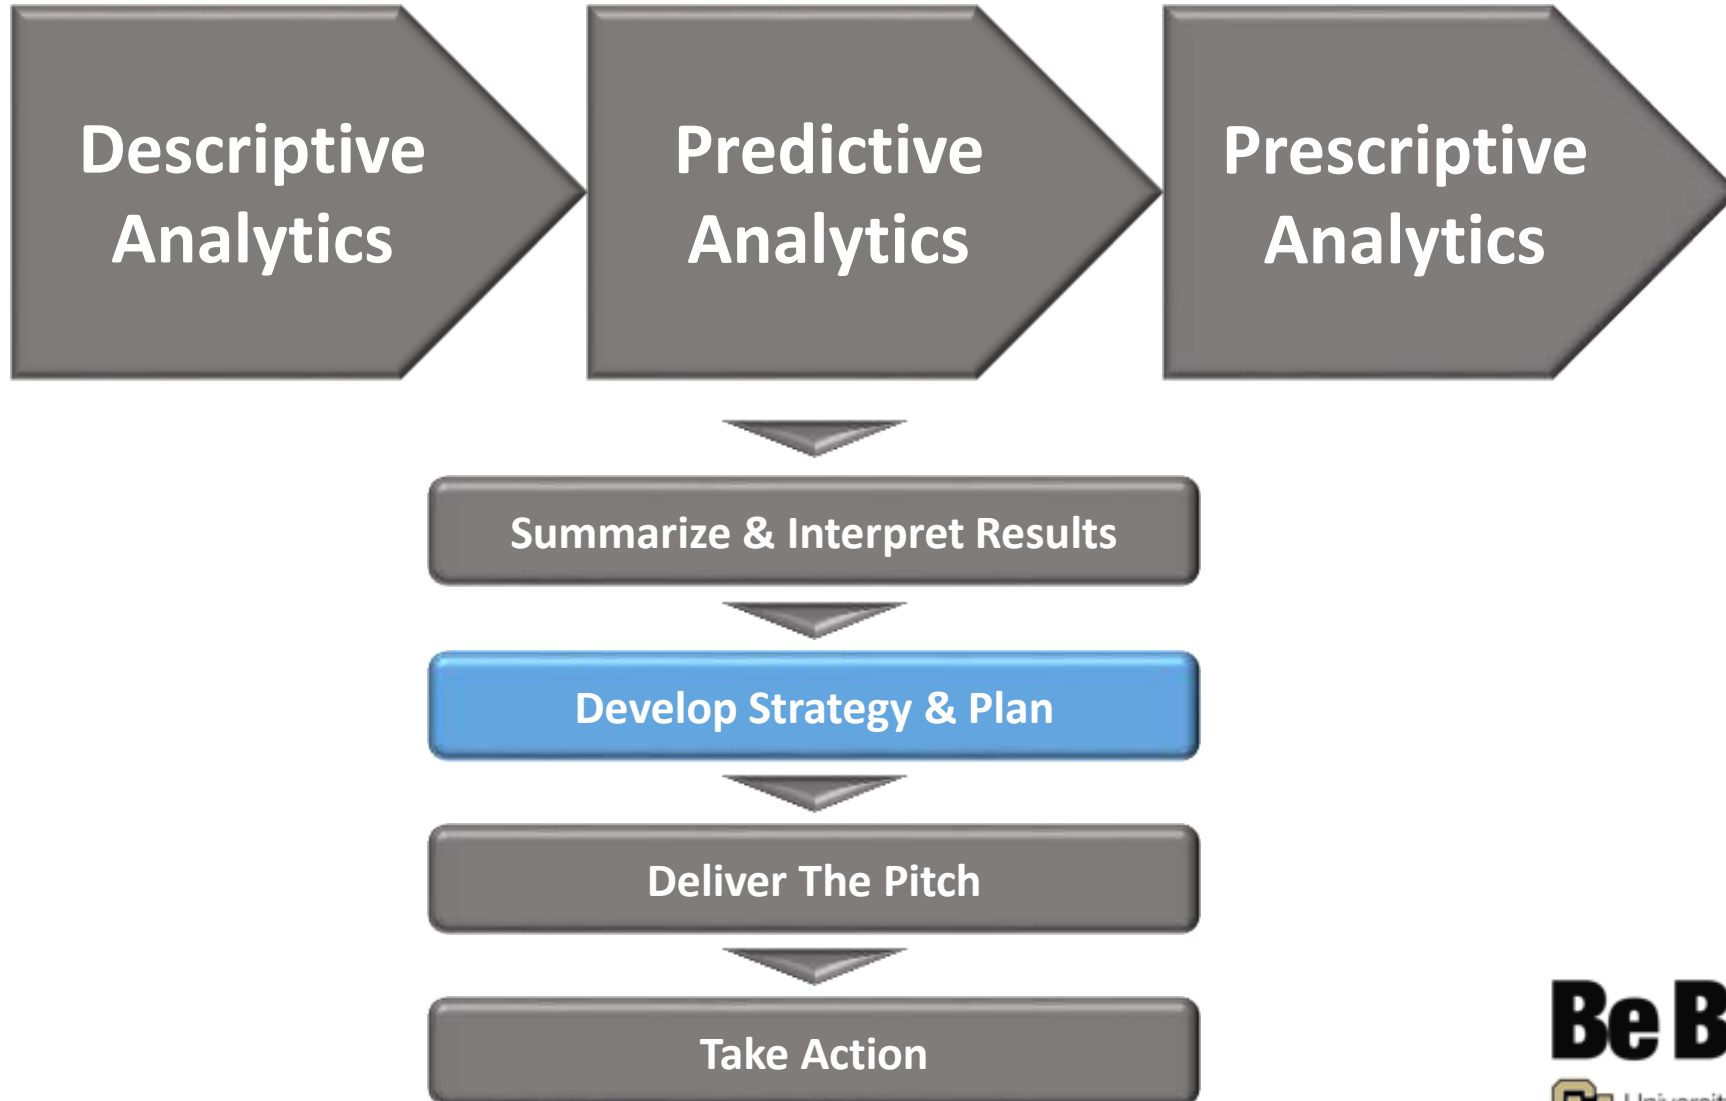 Descriptive
Analytics
Predictive
Analytics
Prescriptive
Analytics
Summarize & Interpret Results
Develop Strategy & Plan
Deliver The Pitch
Take Action
Be B